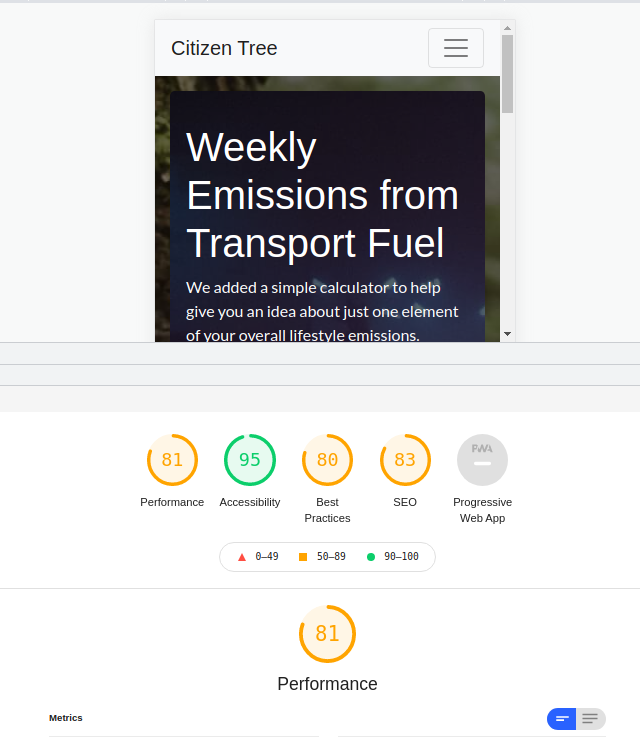 Citizen Tree
Weekly
Emissions from
Transport Fuel
We added a simple calculator to help
give you an idea about just one element
of your overall lifestyle emissions.
81
95
80
83
PWA
Performance
Accessibility
Best
Practices
SEO
Progressive
Web App
0–49
50–89
90–100
81
Performance
Metrics